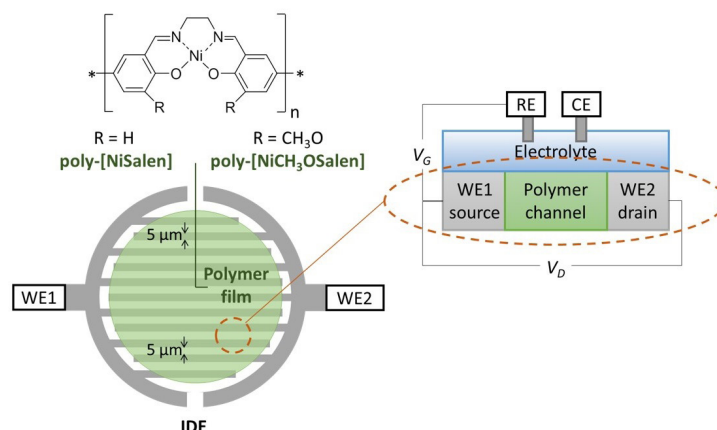 N
N
Ni
*
O
O
*
R
R
n
R = H
R = CH₃O
poly-[NiSalen]
poly-[NiCH₃OSalen]
5 µm
Polymer
film
WE1
WE2
5 µm
IDE
RE
CE
V_G
Electrolyte
WE1
source
Polymer
channel
WE2
drain
V_D